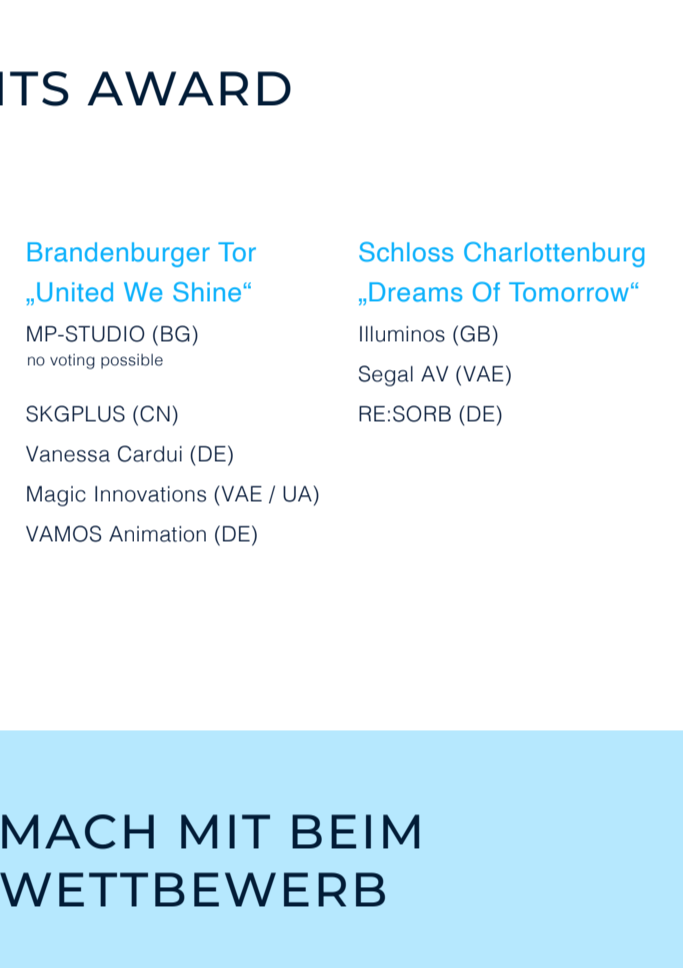 ITS AWARD
Brandenburger Tor
„United We Shine“
MP-STUDIO (BG)
no voting possible
SKGPLUS (CN)
Vanessa Cardui (DE)
Magic Innovations (VAE / UA)
VAMOS Animation (DE)
Schloss Charlottenburg
„Dreams Of Tomorrow“
Illuminos (GB)
Segal AV (VAE)
RE:SORB (DE)
MACH MIT BEIM
WETTBEWERB